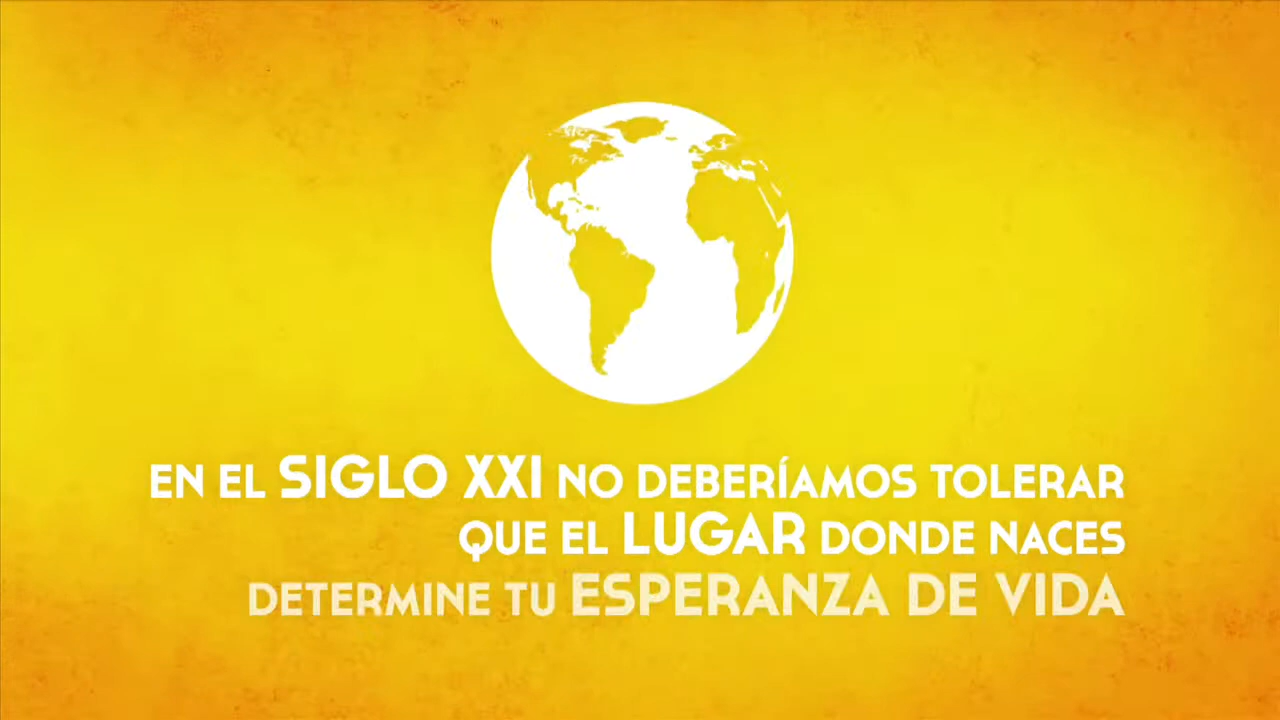 EN EL SIGLO XXI NO DEBERÍAMOS TOLERAR
QUE EL LUGAR DONDE NACES
DETERMINE TU ESPERANZA DE VIDA